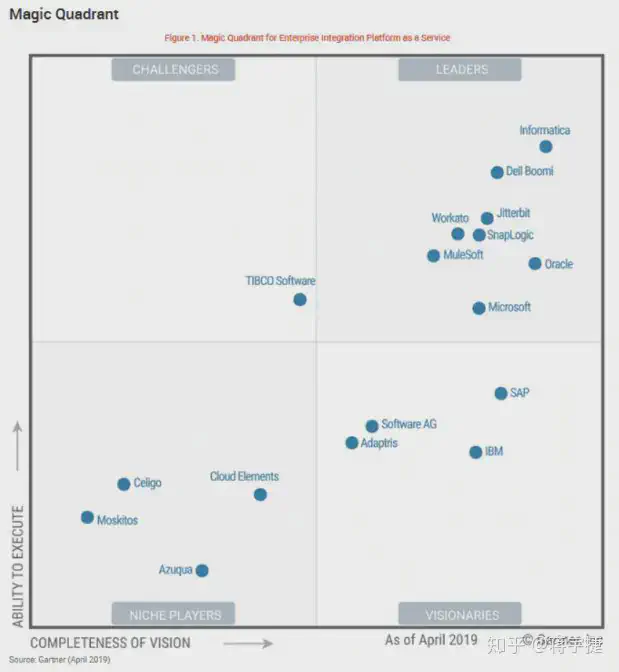 Magic Quadrant
Figure 1. Magic Quadrant for Enterprise Integration Platform as a Service
CHALLENGERS
LEADERS
Informatica
Dell Boomi
Jitterbit
Workato
SnapLogic
MuleSoft
Oracle
TIBCO Software
Microsoft
SAP
Software AG
Adaptris
IBM
Cloud Elements
Celigo
Moskitos
Azuqua
NICHE PLAYERS
VISIONARIES
ABILITY TO EXECUTE
COMPLETENESS OF VISION
As of April 2019
© Gartner, Inc
Source: Gartner (April 2019)
知乎